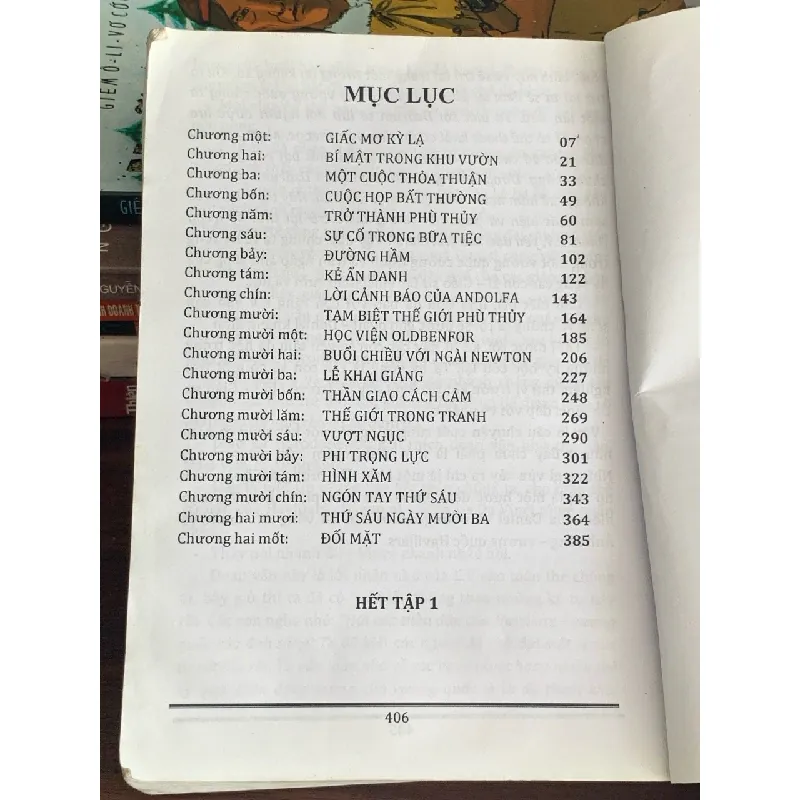 GIÊM Ô-LI-VƠ CƠ
GIÊ
NGUYỄN
H DOANH
Thiên
MỤC LỤC
Chương một: GIẤC MƠ KỲ LẠ 07
Chương hai: BÍ MẬT TRONG KHU VƯỜN 21
Chương ba: MỘT CUỘC THỎA THUẬN 33
Chương bốn: CUỘC HỌP BẤT THƯỜNG 49
Chương năm: TRỞ THÀNH PHÙ THỦY 60
Chương sáu: SỰ CỐ TRONG BỮA TIỆC 81
Chương bảy: ĐƯỜNG HẦM 102
Chương tám: KẺ ẨN DANH 122
Chương chín: LỜI CẢNH BÁO CỦA ANDOLFA 143
Chương mười: TẠM BIỆT THẾ GIỚI PHÙ THỦY 164
Chương mười một: HỌC VIỆN OLDBENFOR 185
Chương mười hai: BUỔI CHIỀU VỚI NGÀI NEWTON 206
Chương mười ba: LỄ KHAI GIẢNG 227
Chương mười bốn: THẦN GIAO CÁCH CẢM 248
Chương mười lăm: THẾ GIỚI TRONG TRANH 269
Chương mười sáu: VƯỢT NGỤC 290
Chương mười bảy: PHI TRỌNG LỰC 301
Chương mười tám: HÌNH XĂM 322
Chương mười chín: NGÓN TAY THỨ SÁU 343
Chương hai mươi: THỨ SÁU NGÀY MƯỜI BA 364
Chương hai mốt: ĐỐI MẶT 385
HẾT TẬP 1
406